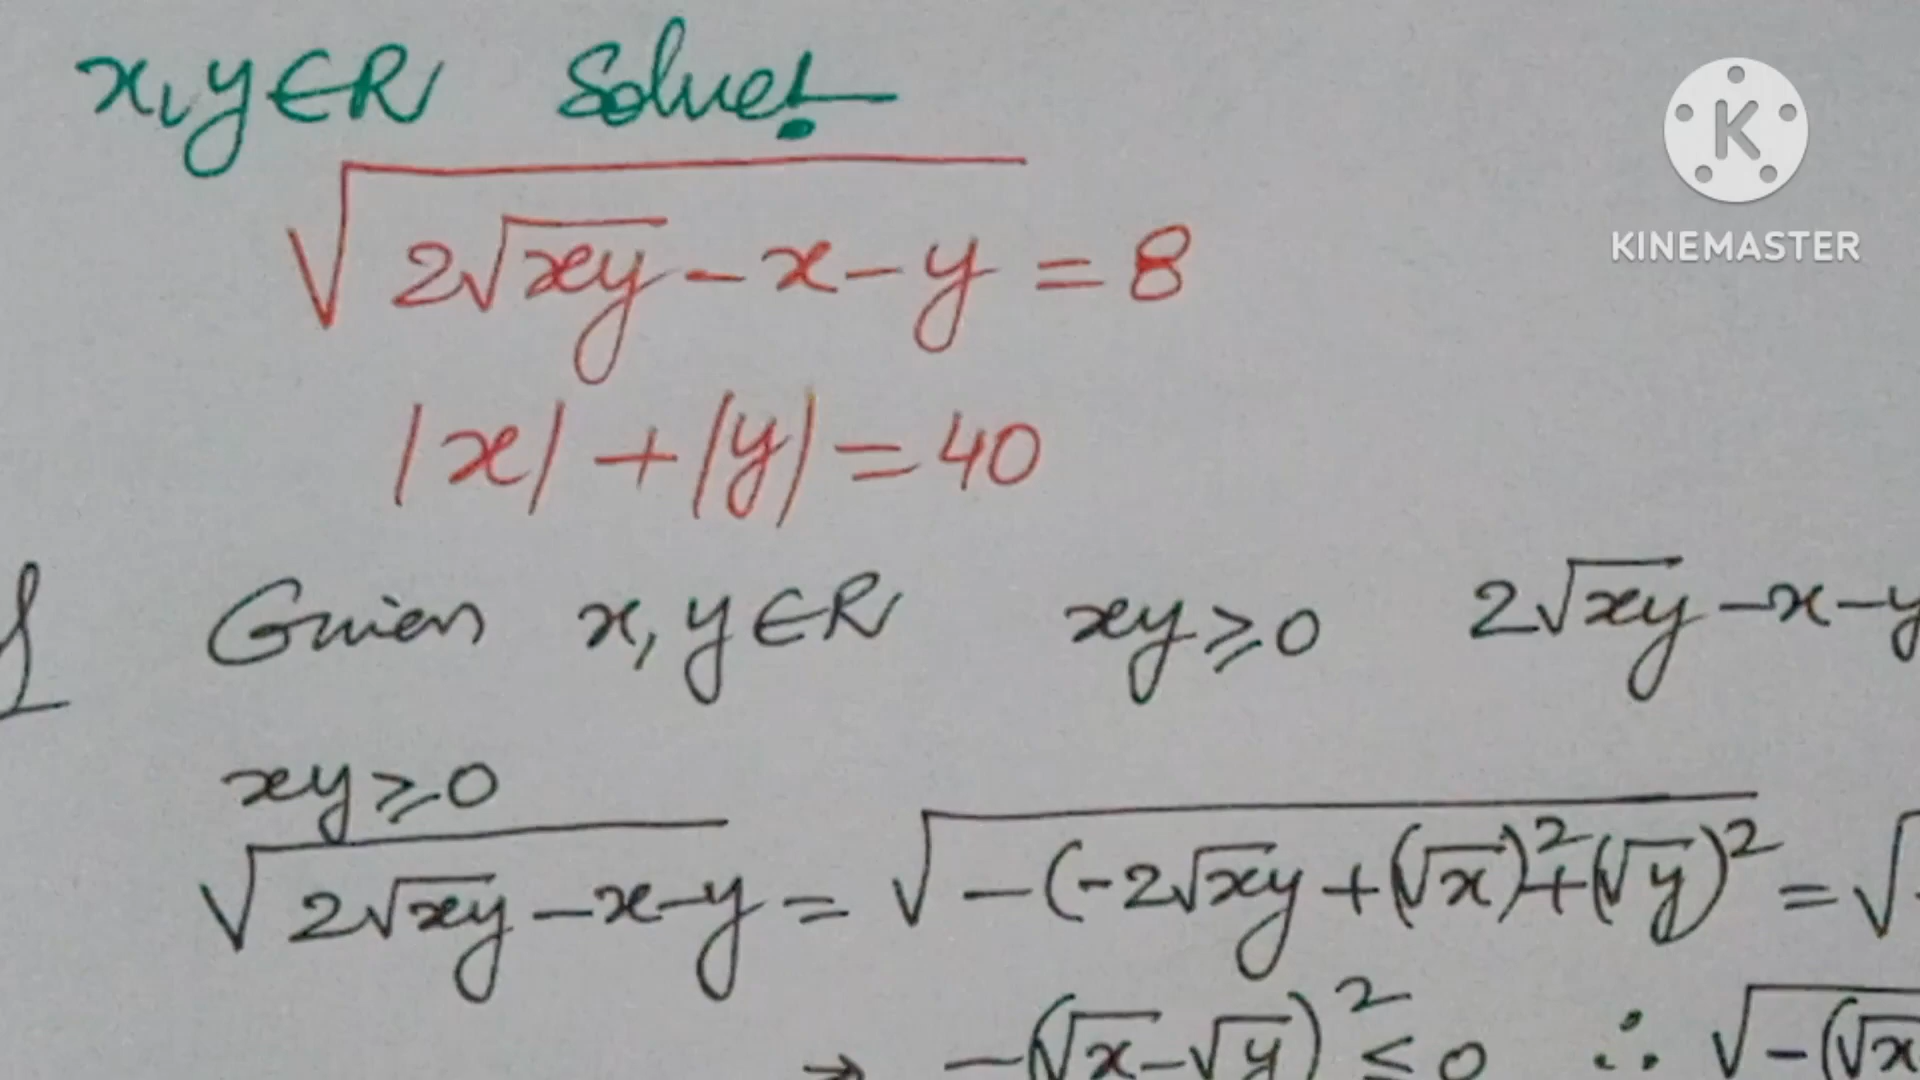 x, y ∈ R Solve!
√(2√xy - x - y) = 8
|x| + |y| = 40
KINEMASTER
Given x, y ∈ R xy ⩾ 0 2√xy - x - y
xy ⩾ 0
√(2√xy - x - y) = √(-(-2√xy + (√x)² + (√y)²) = √
→ -(√x - √y)² ≤ 0 ∴ √-(√x